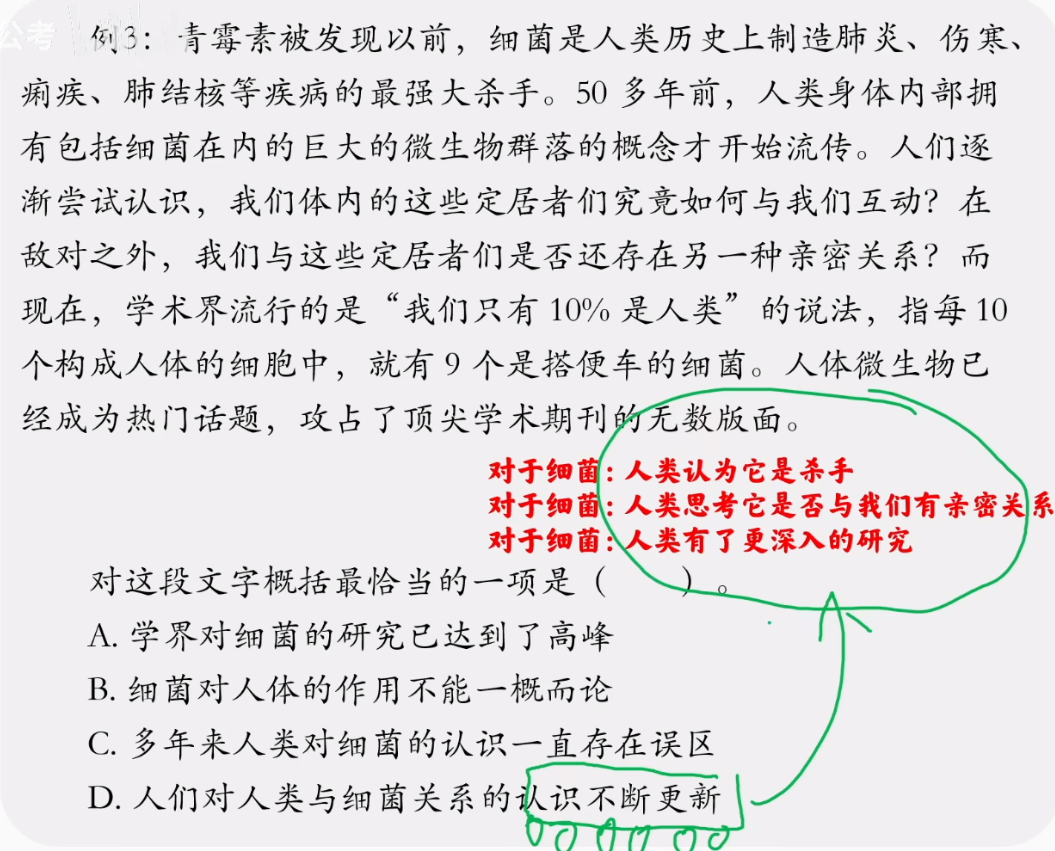 公考
例3：青霉素被发现以前，细菌是人类历史上制造肺炎、伤寒、
痢疾、肺结核等疾病的最强大杀手。50 多年前，人类身体内部拥
有包括细菌在内的巨大的微生物群落的概念才开始流传。人们逐
渐尝试认识，我们体内的这些定居者们究竟如何与我们互动？在
敌对之外，我们与这些定居者们是否还存在另一种亲密关系？而
现在，学术界流行的是“我们只有 10% 是人类”的说法，指每 10
个构成人体的细胞中，就有 9 个是搭便车的细菌。人体微生物已
经成为热门话题，攻占了顶尖学术期刊的无数版面。
对于细菌：人类认为它是杀手
对于细菌：人类思考它是否与我们有亲密关系
对于细菌：人类有了更深入的研究
对这段文字概括最恰当的一项是（　　）。
A. 学界对细菌的研究已达到了高峰
B. 细菌对人体的作用不能一概而论
C. 多年来人类对细菌的认识一直存在误区
D. 人们对人类与细菌关系的认识不断更新